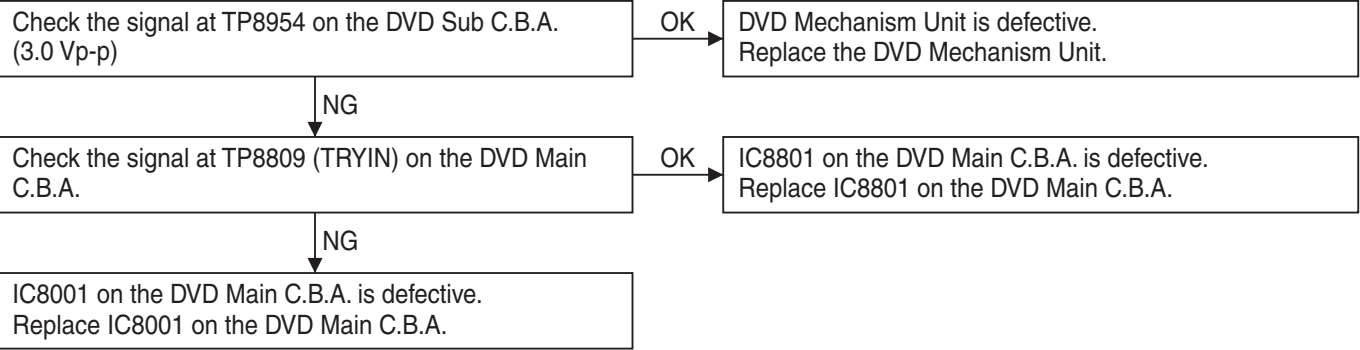 Check the signal at TP8954 on the DVD Sub C.B.A.
(3.0 Vp-p)
OK
DVD Mechanism Unit is defective.
Replace the DVD Mechanism Unit.
NG
Check the signal at TP8809 (TRYIN) on the DVD Main
C.B.A.
OK
IC8801 on the DVD Main C.B.A. is defective.
Replace IC8801 on the DVD Main C.B.A.
NG
IC8001 on the DVD Main C.B.A. is defective.
Replace IC8001 on the DVD Main C.B.A.